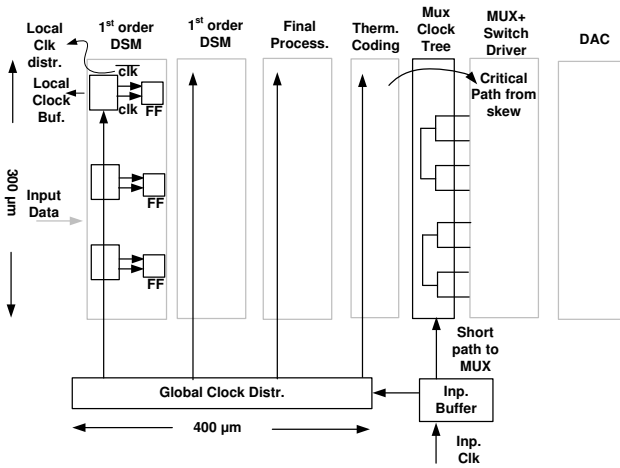 Local
Clk
distr.
1st order
DSM
1st order
DSM
Final
Process.
Therm.
Coding
Mux
Clock
Tree
MUX+
Switch
Driver
DAC
clk
Local
Clock
Buf.
clk
FF
Critical
Path from
skew
300 µm
Input
Data
FF
FF
Short
path to
MUX
Global Clock Distr.
Inp.
Buffer
400 µm
Inp.
Clk